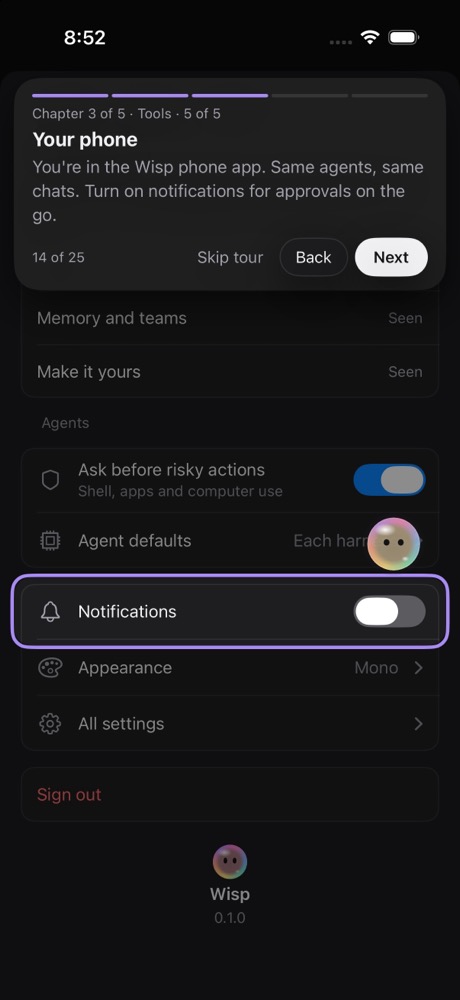 8:52
Chapter 3 of 5 · Tools · 5 of 5
Your phone
You're in the Wisp phone app. Same agents, same
chats. Turn on notifications for approvals on the
go.
14 of 25
Skip tour
Back
Next
Memory and teams
Seen
Make it yours
Seen
Agents
Ask before risky actions
Shell, apps and computer use
Agent defaults
Each
Notifications
Appearance
Mono
All settings
Sign out
Wisp
0.1.0